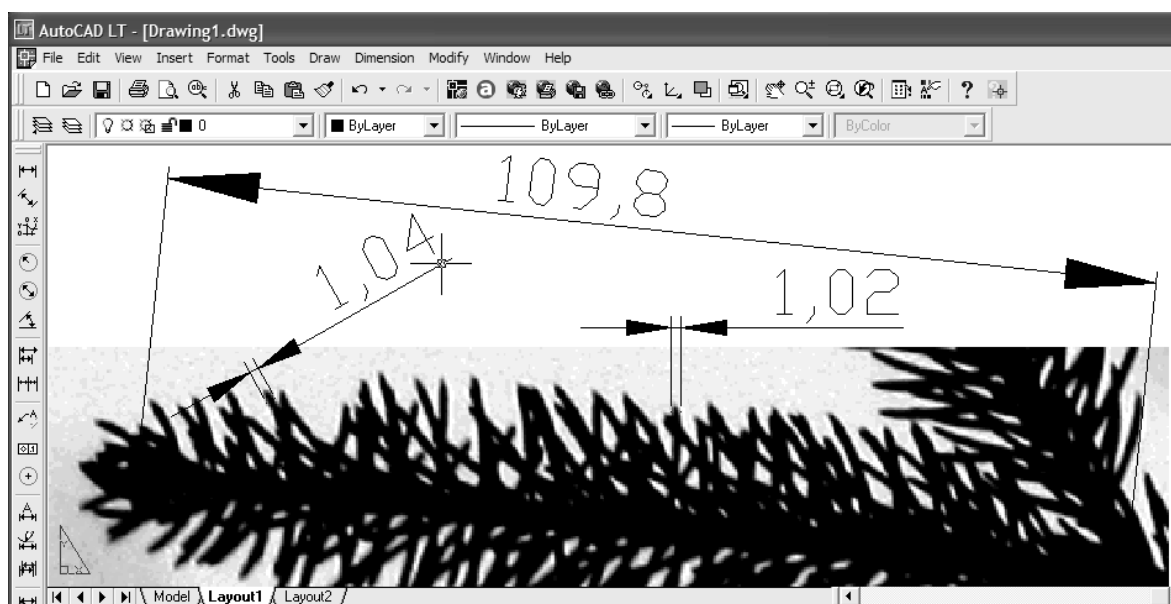 AutoCAD LT - [Drawing1.dwg]
File Edit View Insert Format Tools Draw Dimension Modify Window Help
0 ByLayer ByLayer ByLayer ByColor
109,8
1,04
1,02
Model Layout1 Layout2